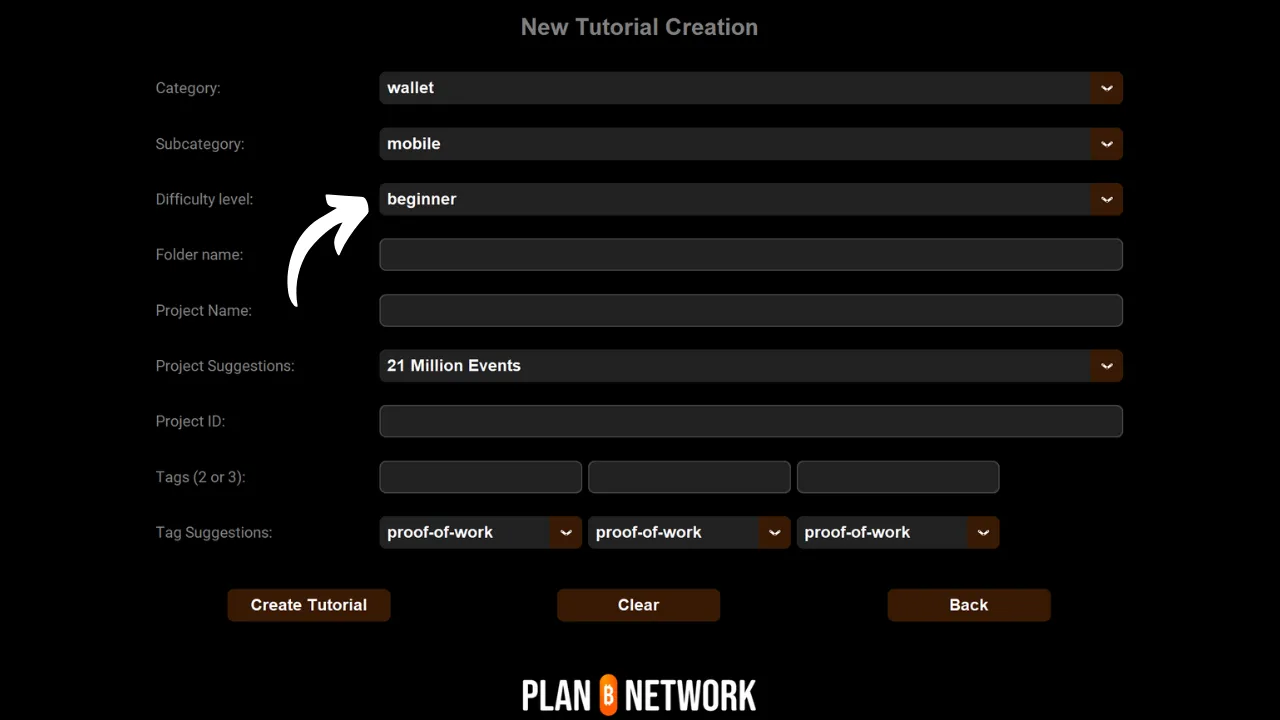 New Tutorial Creation
Category: wallet
Subcategory: mobile
Difficulty level: beginner
Folder name:
Project Name:
Project Suggestions: 21 Million Events
Project ID:
Tags (2 or 3):
Tag Suggestions: proof-of-work proof-of-work proof-of-work
Create Tutorial Clear Back
PLAN ₿ NETWORK